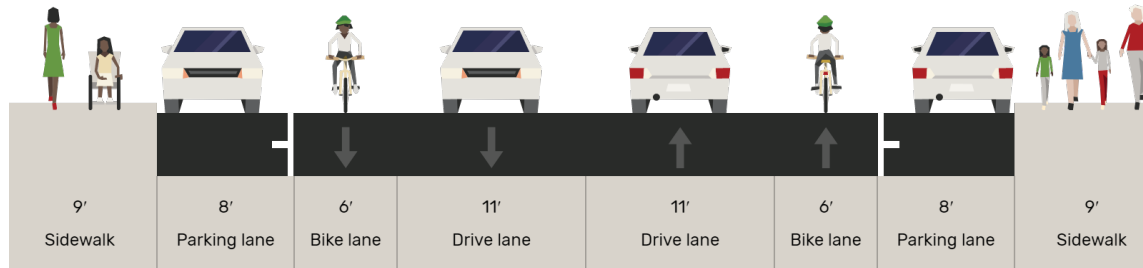 9′ 8′ 6′ 11′ 11′ 6′ 8′ 9′
Sidewalk Parking lane Bike lane Drive lane Drive lane Bike lane Parking lane Sidewalk